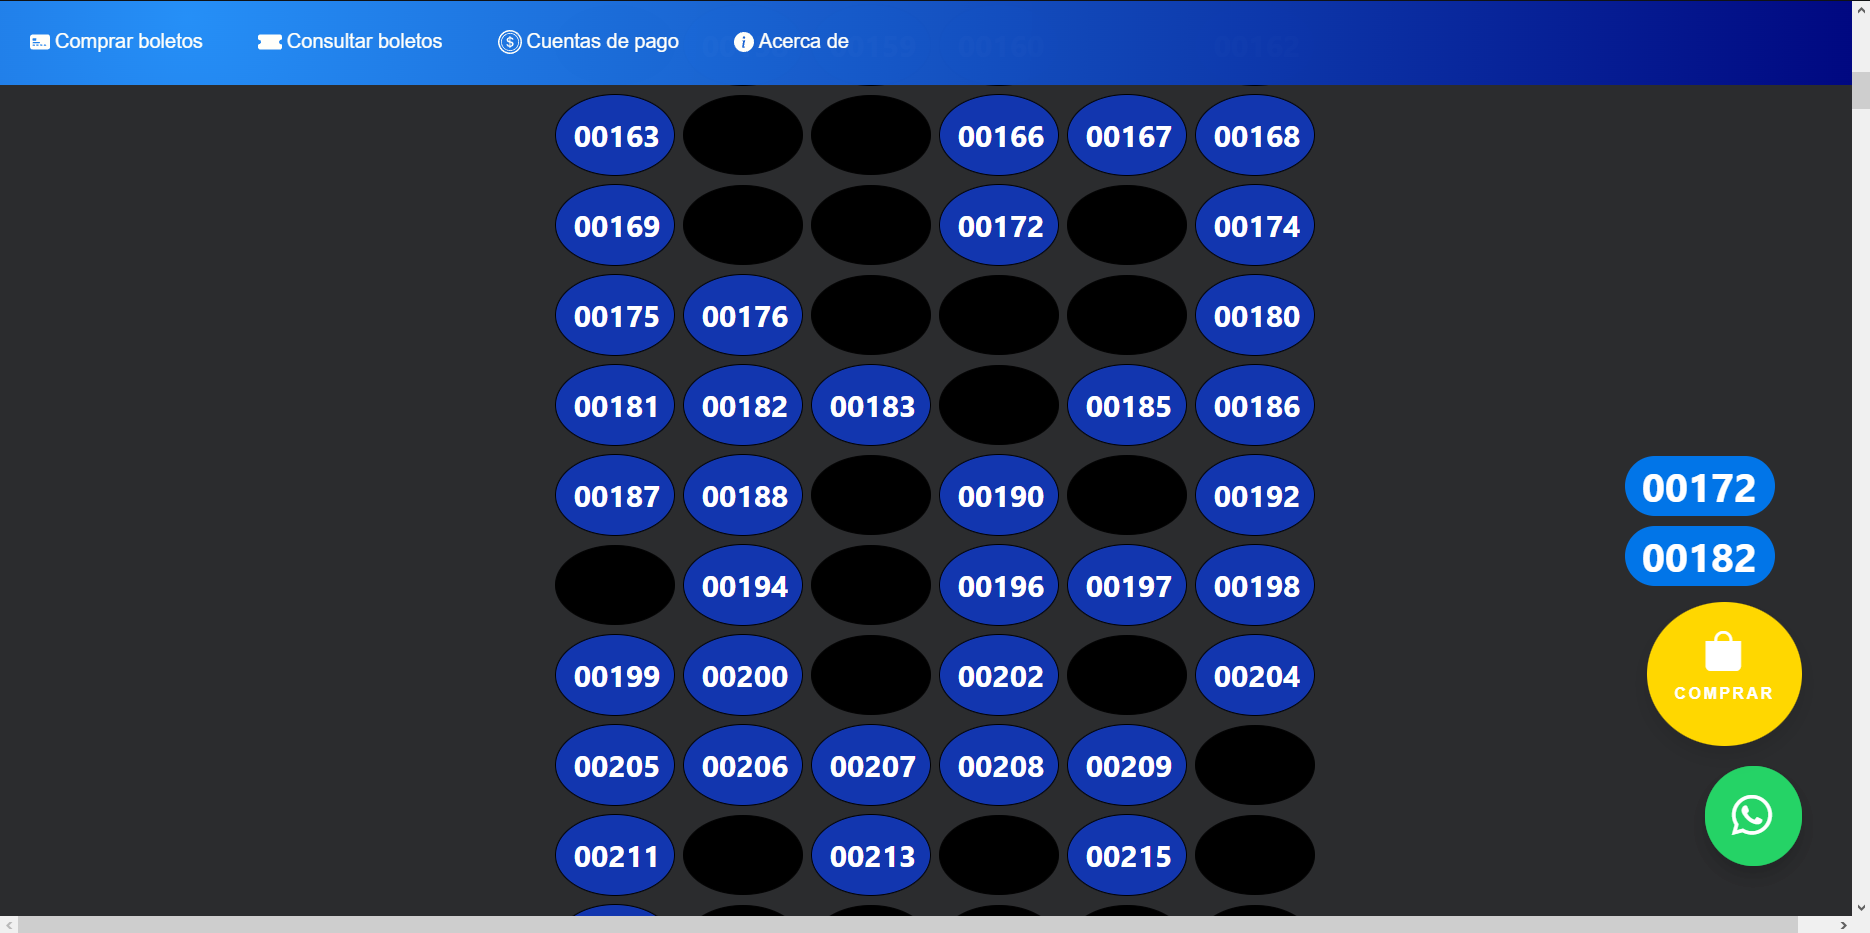 Comprar boletos Consultar boletos Cuentas de pago Acerca de
00163 00166 00167 00168
00169 00172 00174
00175 00176 00180
00181 00182 00183 00185 00186
00187 00188 00190 00192
00194 00196 00197 00198
00199 00200 00202 00204
00205 00206 00207 00208 00209
00211 00213 00215
00172
00182
COMPRAR